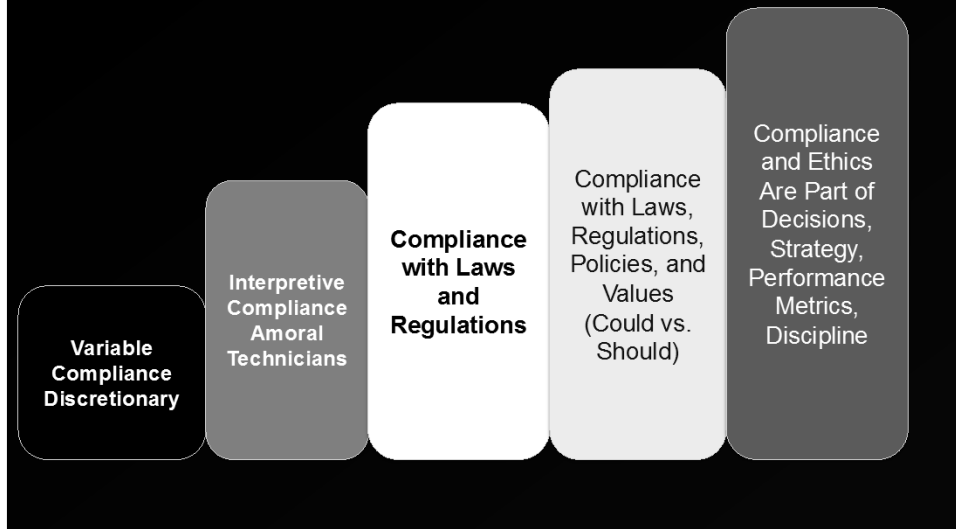 Variable
Compliance
Discretionary
Interpretive
Compliance
Amoral
Technicians
Compliance
with Laws
and
Regulations
Compliance
with Laws,
Regulations,
Policies, and
Values
(Could vs.
Should)
Compliance
and Ethics
Are Part of
Decisions,
Strategy,
Performance
Metrics,
Discipline